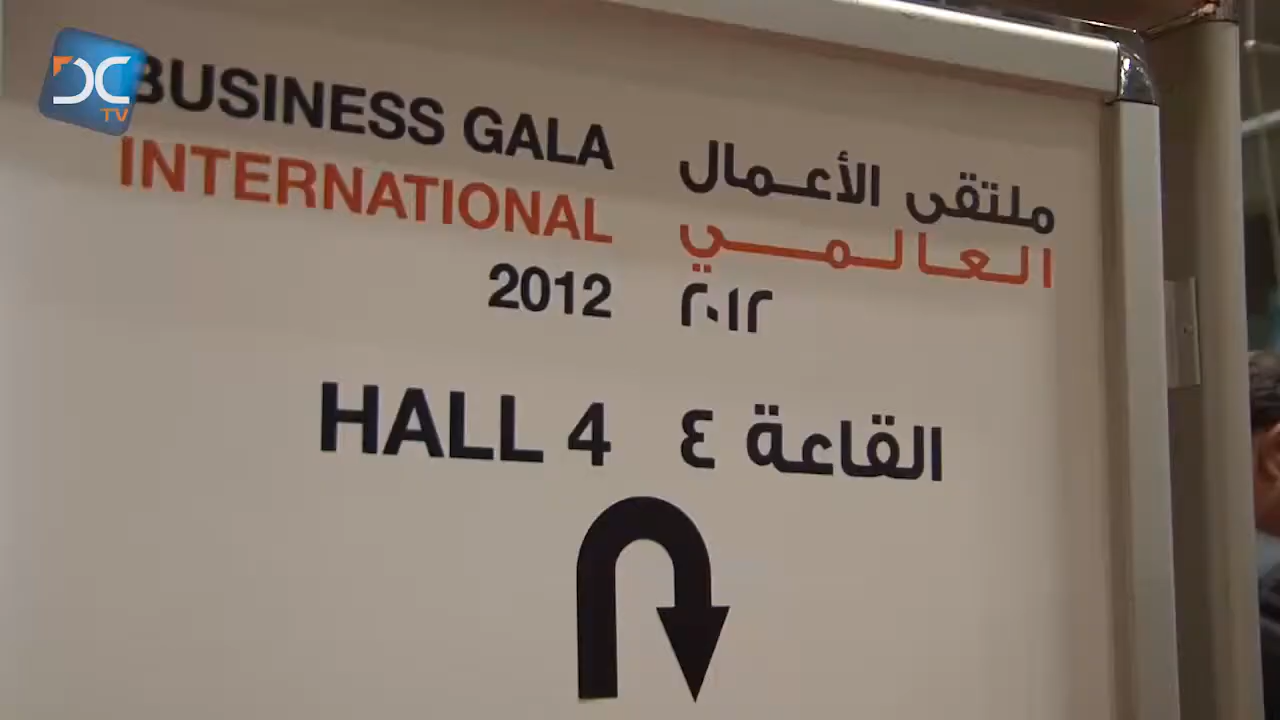 DC
TV
BUSINESS GALA
INTERNATIONAL
2012
ملتقى الأعمال
العالمي
٢٠١٢
HALL 4
القاعة ٤